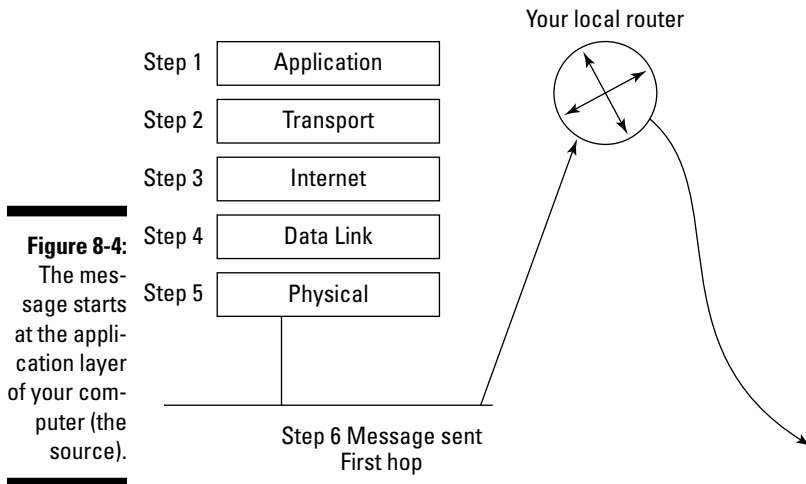 Your local router
Step 1 Application
Step 2 Transport
Step 3 Internet
Step 4 Data Link
Step 5 Physical
Step 6 Message sent
First hop
Figure 8-4:
The mes-
sage starts
at the appli-
cation layer
of your com-
puter (the
source).